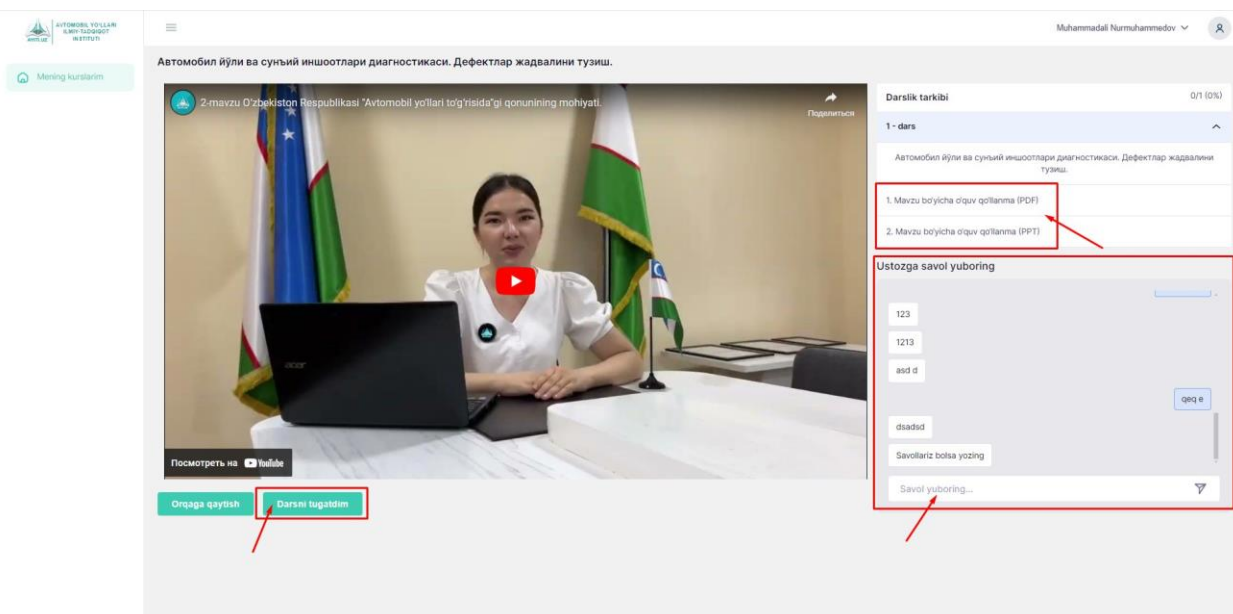 AVTOMOBIL YO'LLARI
ILMIY-TADQIQOT
INSTITUTI
AYITI.UZ
Muhammadali Nurmuhammedov
Mening kurslarim
Автомобил йўли ва сунъий иншоотлари диагностикаси. Дефектлар жадвалини тузиш.
2-mavzu O'zbekiston Respublikasi "Avtomobil yo'llari to'g'risida"gi qonunining mohiyati.
Поделиться
acer
Посмотреть на YouTube
Orqaga qaytish
Darsni tugatdim
Darslik tarkibi
0/1 (0%)
1 - dars
Автомобил йўли ва сунъий иншоотлари диагностикаси. Дефектлар жадвалини
тузиш.
1. Mavzu bo'yicha o'quv qo'llanma (PDF)
2. Mavzu bo'yicha o'quv qo'llanma (PPT)
Ustozga savol yuboring
123
1213
asd d
qeq e
dsadsd
Savollariz bolsa yozing
Savol yuboring...